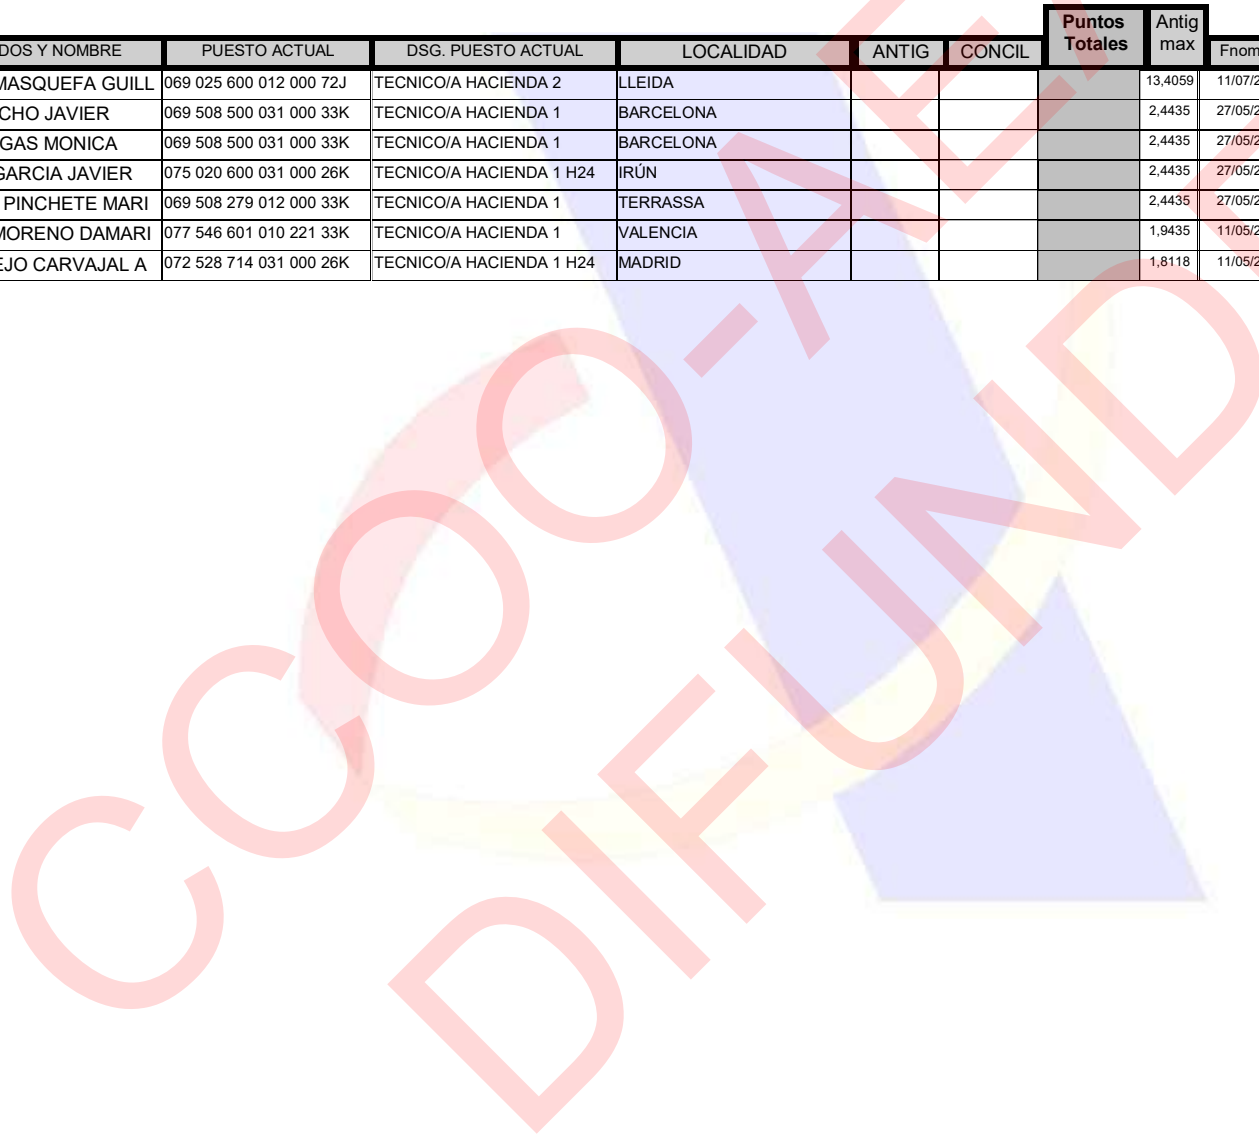 Puntos Totales Antig max
DOS Y NOMBRE PUESTO ACTUAL DSG. PUESTO ACTUAL LOCALIDAD ANTIG CONCIL Fnom
MASQUEFA GUILL 069 025 600 012 000 72J TECNICO/A HACIENDA 2 LLEIDA 13,4059 11/07/2
CHO JAVIER 069 508 500 031 000 33K TECNICO/A HACIENDA 1 BARCELONA 2,4435 27/05/2
GAS MONICA 069 508 500 031 000 33K TECNICO/A HACIENDA 1 BARCELONA 2,4435 27/05/2
GARCIA JAVIER 075 020 600 031 000 26K TECNICO/A HACIENDA 1 H24 IRÚN 2,4435 27/05/2
PINCHETE MARI 069 508 279 012 000 33K TECNICO/A HACIENDA 1 TERRASSA 2,4435 27/05/2
MORENO DAMARI 077 546 601 010 221 33K TECNICO/A HACIENDA 1 VALENCIA 1,9435 11/05/2
EJO CARVAJAL A 072 528 714 031 000 26K TECNICO/A HACIENDA 1 H24 MADRID 1,8118 11/05/2
CCOO-AEA
DIFUND